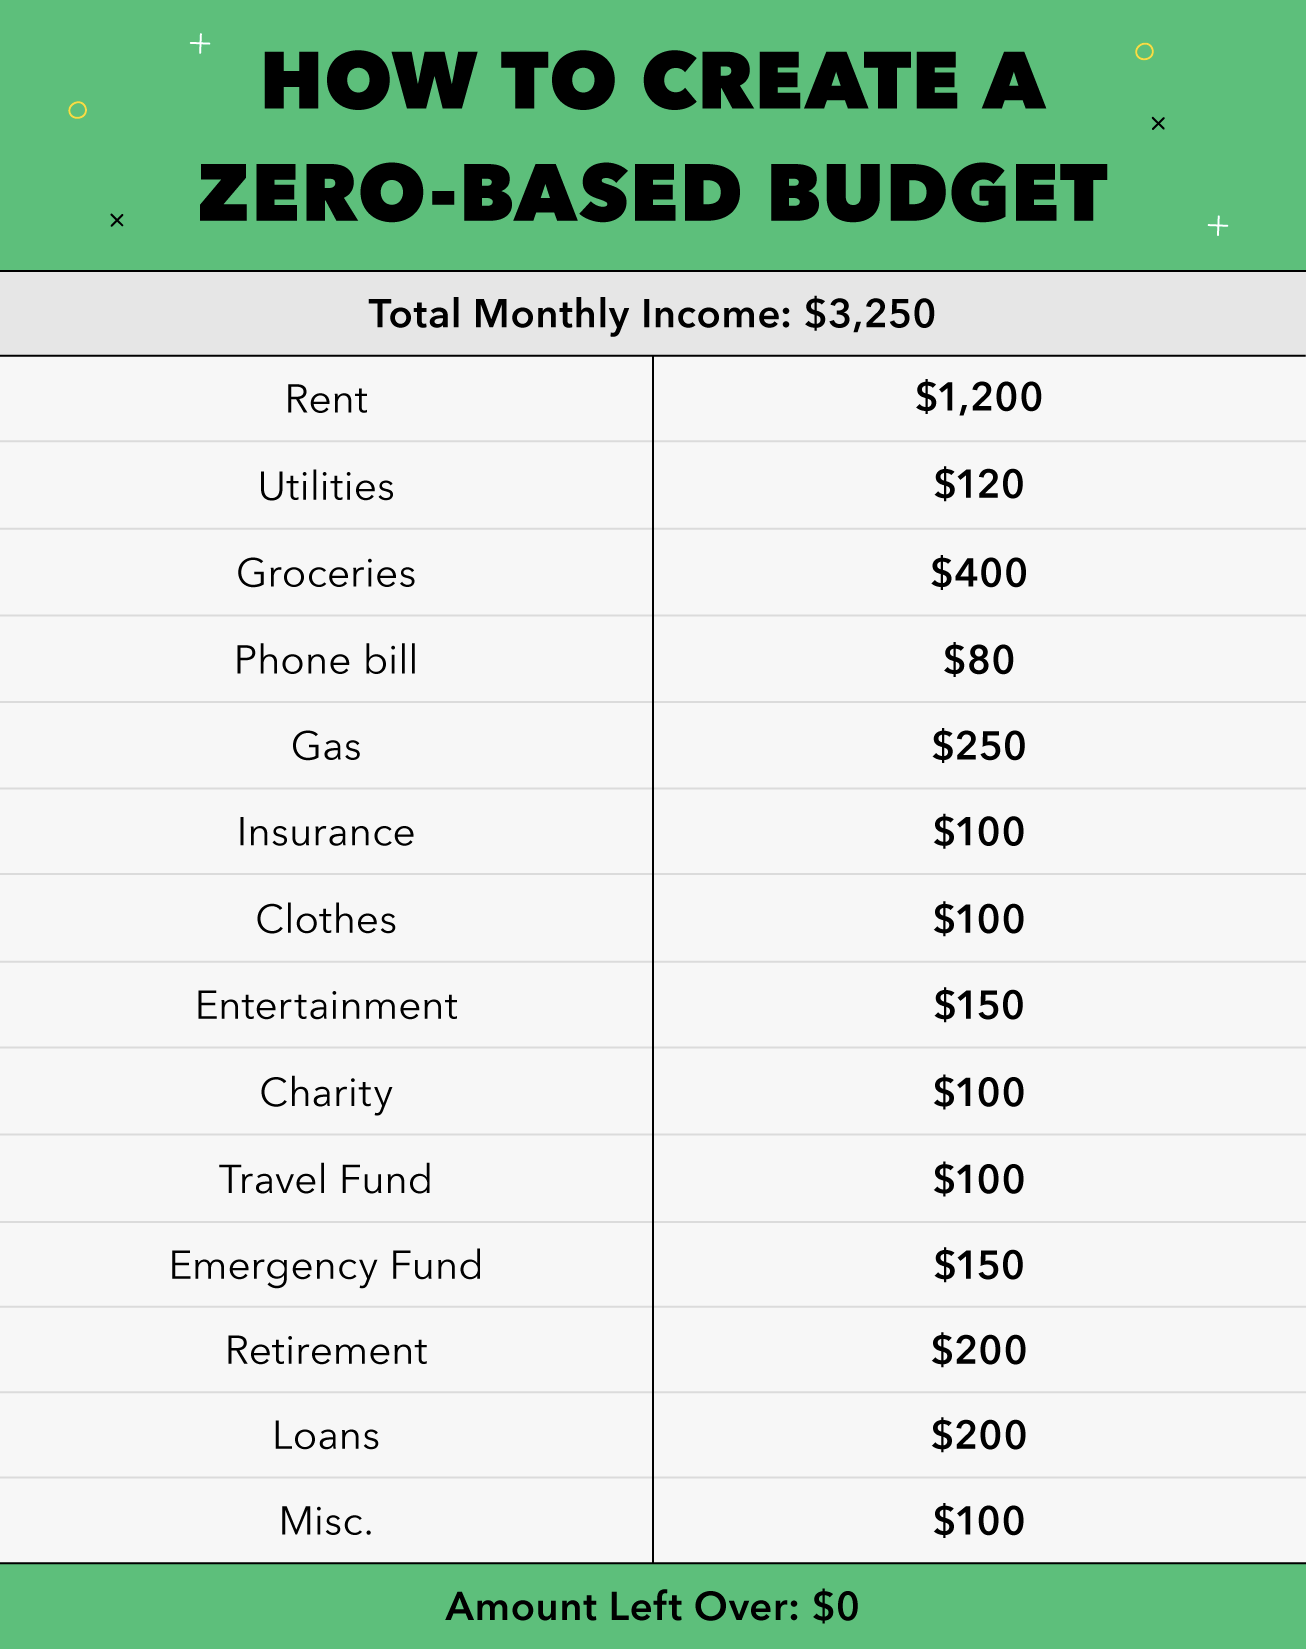 HOW TO CREATE A
ZERO-BASED BUDGET
Total Monthly Income: $3,250
Rent $1,200
Utilities $120
Groceries $400
Phone bill $80
Gas $250
Insurance $100
Clothes $100
Entertainment $150
Charity $100
Travel Fund $100
Emergency Fund $150
Retirement $200
Loans $200
Misc. $100
Amount Left Over: $0